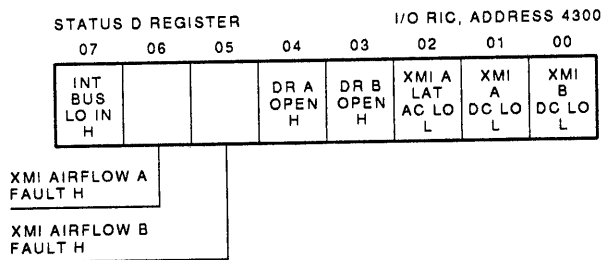 STATUS D REGISTER I/O RIC, ADDRESS 4300
07 06 05 04 03 02 01 00
INT
BUS
LO IN
H
DR A
OPEN
H
DR B
OPEN
H
XMI A
LAT
AC LO
L
XMI
A
DC LO
L
XMI
B
DC LO
L
XMI AIRFLOW A
FAULT H
XMI AIRFLOW B
FAULT H